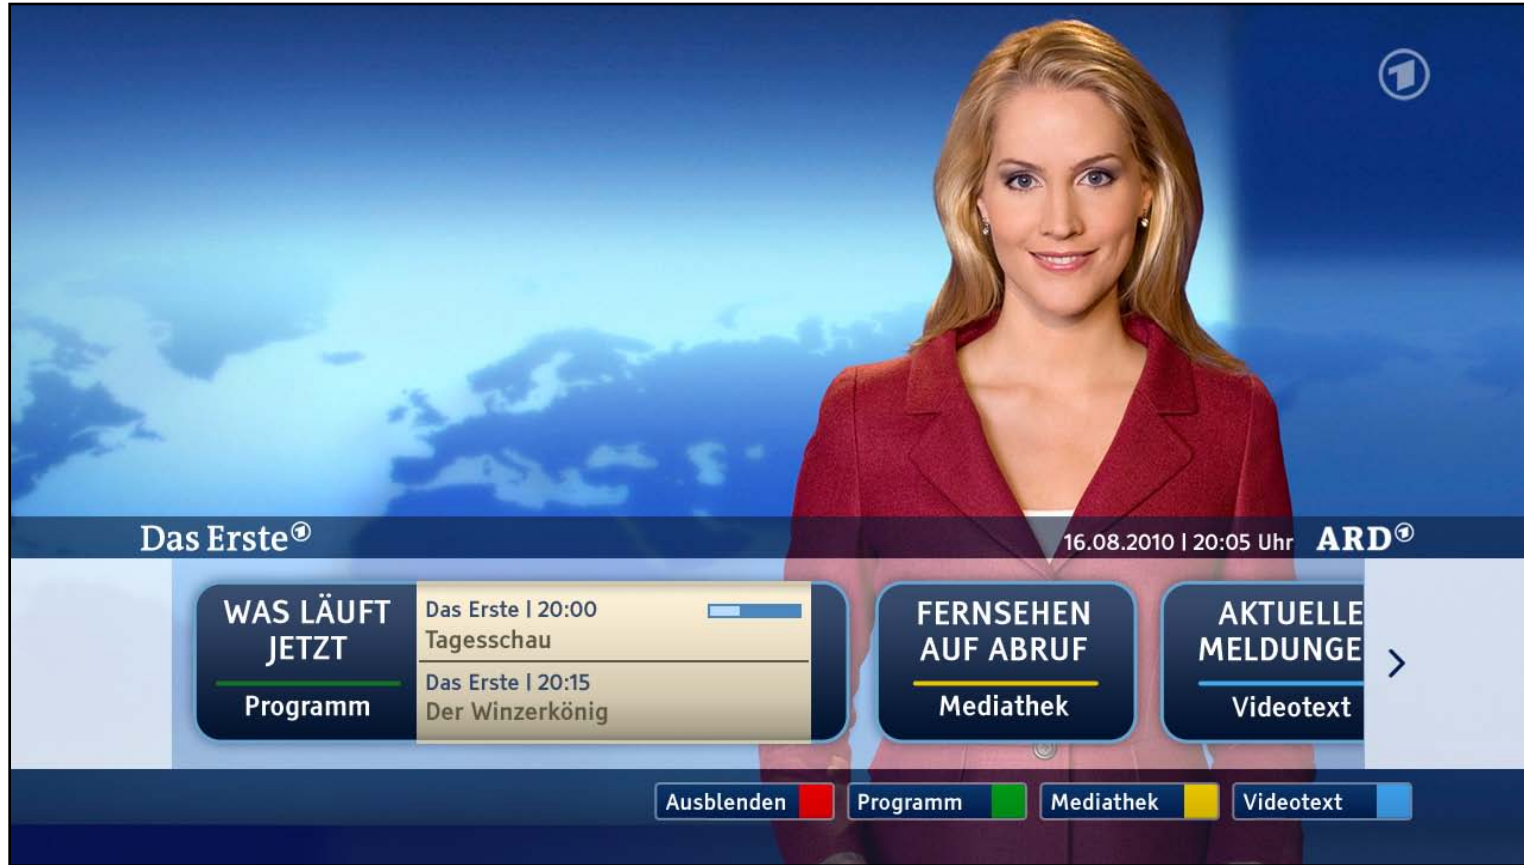 Das Erste
16.08.2010 | 20:05 Uhr ARD
WAS LÄUFT
JETZT
Programm
Das Erste | 20:00
Tagesschau
Das Erste | 20:15
Der Winzerkönig
FERNSEHEN
AUF ABRUF
Mediathek
AKTUELLE
MELDUNGE
Videotext
Ausblenden
Programm
Mediathek
Videotext